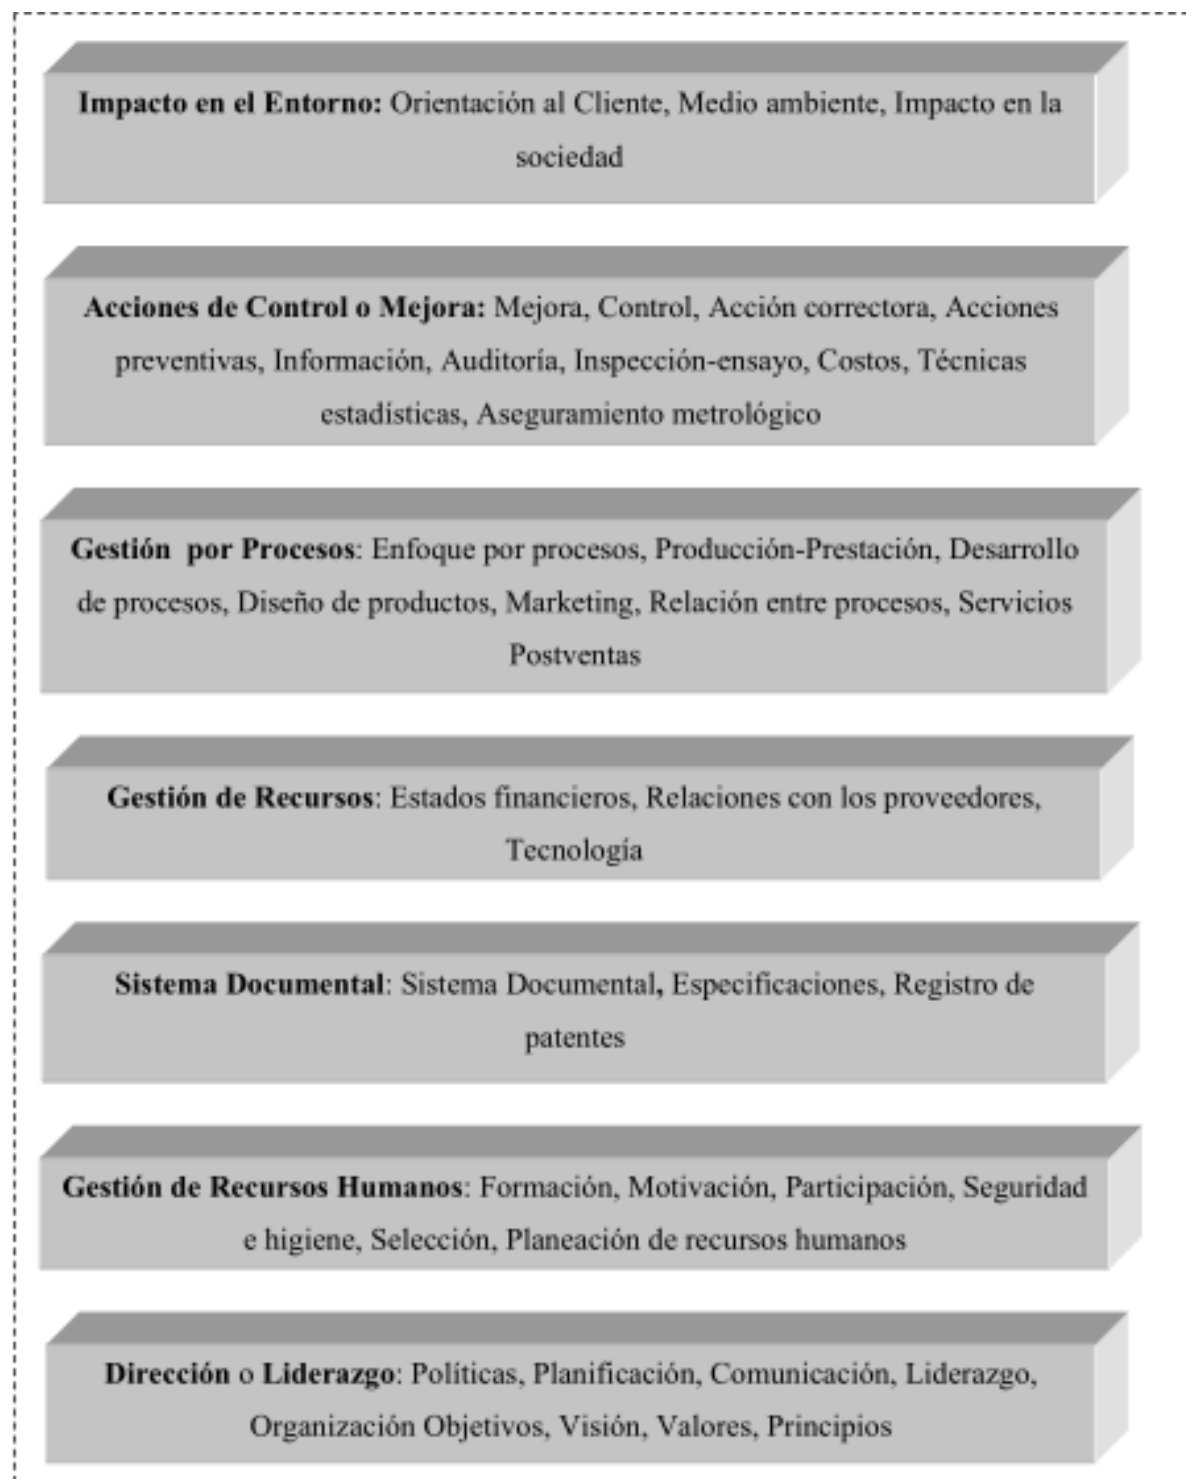 Impacto en el Entorno: Orientación al Cliente, Medio ambiente, Impacto en la
sociedad
Acciones de Control o Mejora: Mejora, Control, Acción correctora, Acciones
preventivas, Información, Auditoría, Inspección-ensayo, Costos, Técnicas
estadísticas, Aseguramiento metrológico
Gestión por Procesos: Enfoque por procesos, Producción-Prestación, Desarrollo
de procesos, Diseño de productos, Marketing, Relación entre procesos, Servicios
Postventas
Gestión de Recursos: Estados financieros, Relaciones con los proveedores,
Tecnología
Sistema Documental: Sistema Documental, Especificaciones, Registro de
patentes
Gestión de Recursos Humanos: Formación, Motivación, Participación, Seguridad
e higiene, Selección, Planeación de recursos humanos
Dirección o Liderazgo: Políticas, Planificación, Comunicación, Liderazgo,
Organización Objetivos, Visión, Valores, Principios